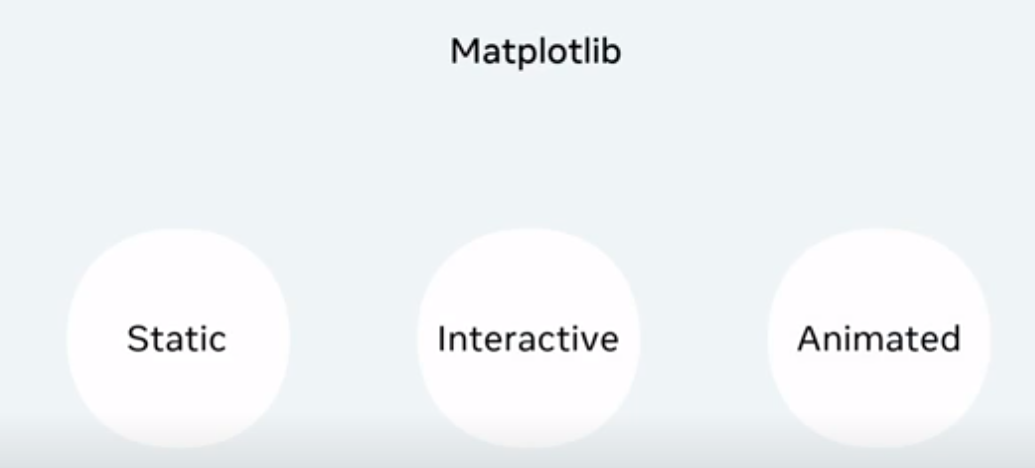 Matplotlib
Static
Interactive
Animated